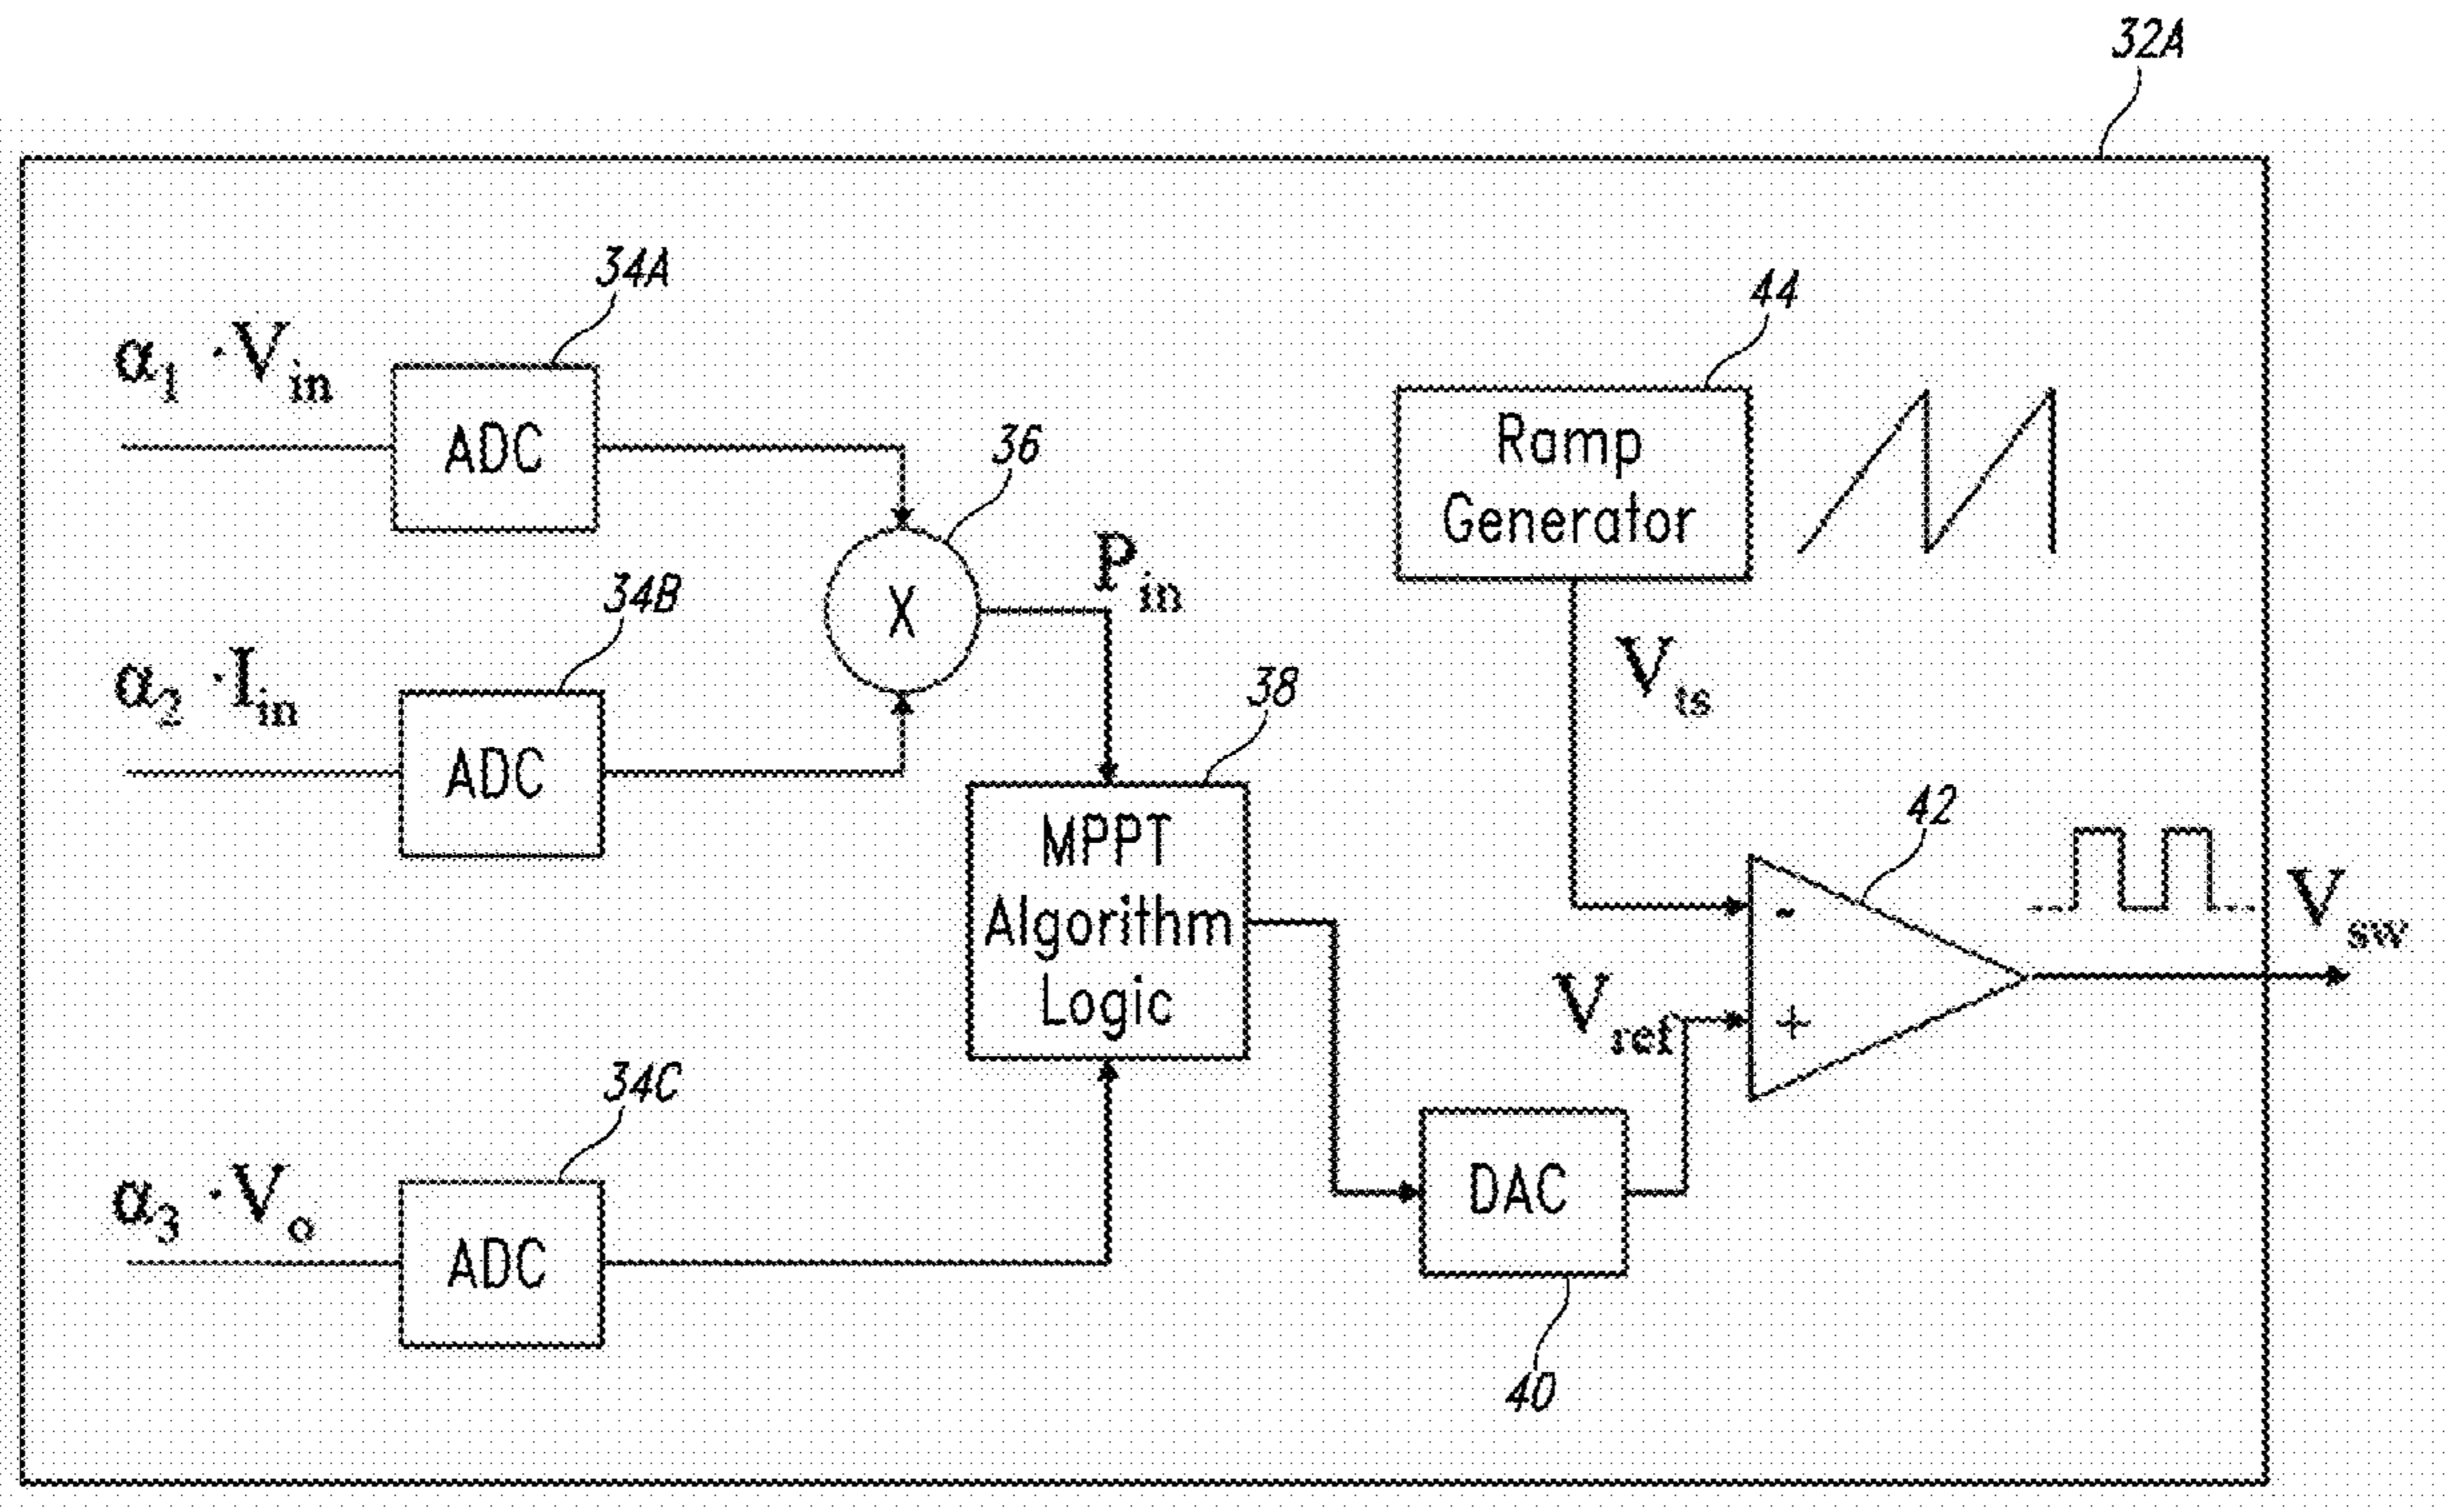 32A
34A
α1 ·Vin
ADC
36
44
Ramp
Generator
Pin
34B
α2 ·Iin
ADC
X
Vts
38
MPPT
Algorithm
Logic
42
-
+
Vsw
Vref
34C
α3 ·Vo
ADC
DAC
40